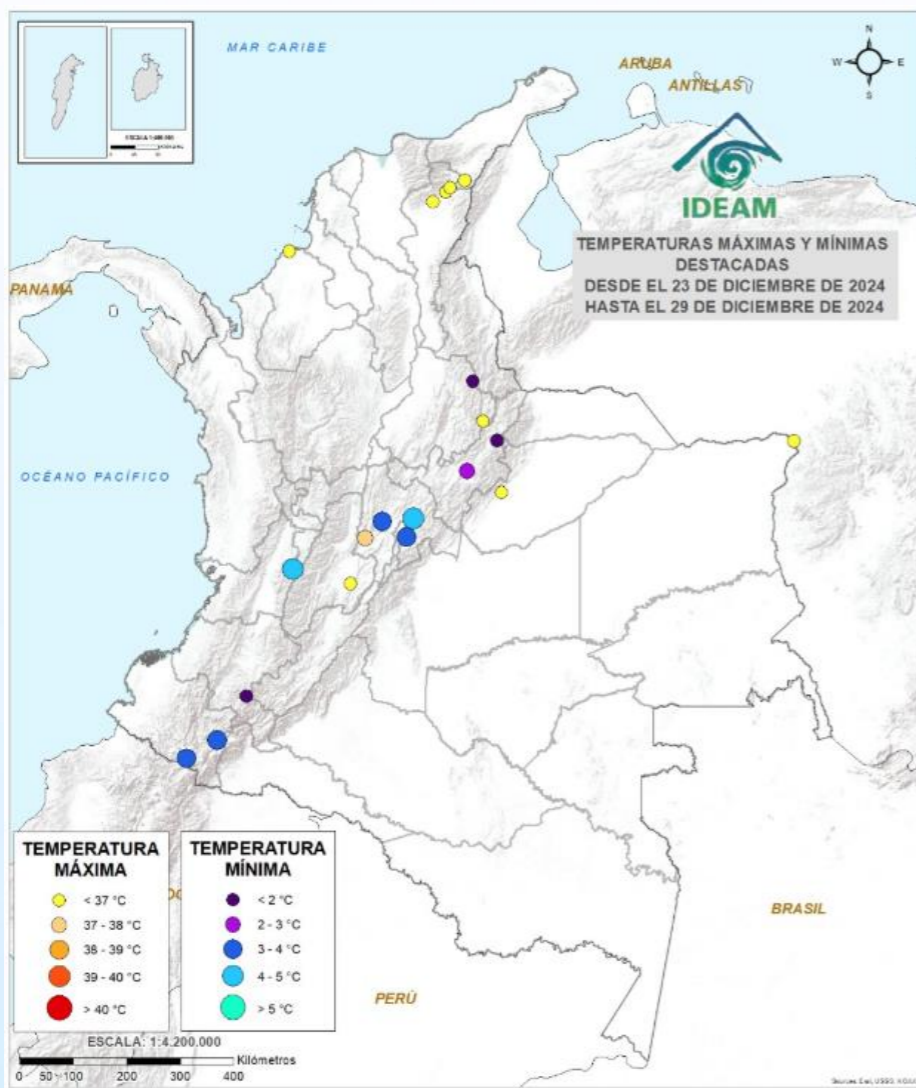 MAR CARIBE
ARUBA
ANTILLAS
N
W
E
S
IDEAM
TEMPERATURAS MÁXIMAS Y MÍNIMAS
DESTACADAS
DESDE EL 23 DE DICIEMBRE DE 2024
HASTA EL 29 DE DICIEMBRE DE 2024
PANAMÁ
OCÉANO PACÍFICO
TEMPERATURA
MÁXIMA
< 37 °C
37 - 38 °C
38 - 39 °C
39 - 40 °C
> 40 °C
TEMPERATURA
MÍNIMA
< 2 °C
2 - 3 °C
3 - 4 °C
4 - 5 °C
> 5 °C
BRASIL
PERÚ
ESCALA: 1:4.200.000
Kilómetros
0 50 100 200 300 400